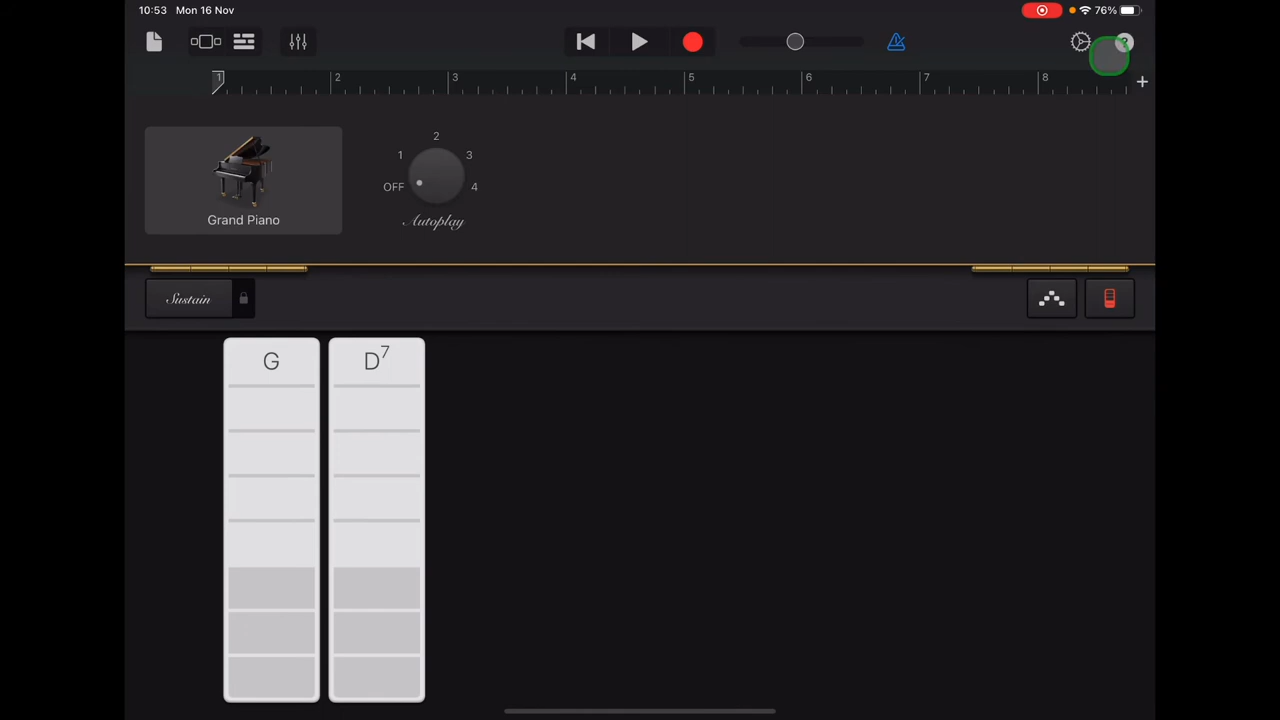 10:53 Mon 16 Nov 76%
1 2 3 4 5 6 7 8 +
2
1 3
OFF 4
Grand Piano Autoplay
Sustain
G D7